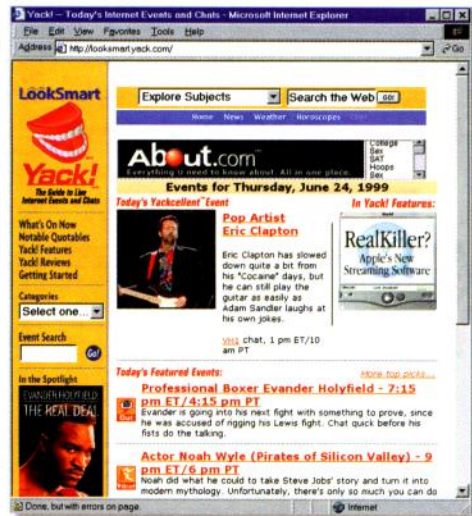 Yack! -- Today's Internet Events and Chats - Microsoft Internet Explorer
File Edit View Favorites Tools Help
Address http://looksmart.yack.com/ Go
LookSmart
Yack!
The Guide to Live
Internet Events and Chats
What's On Now
Notable Quotables
Yack! Features
Yack! Reviews
Getting Started
Categories
Select one...
Event Search
Go!
In the Spotlight
EVANDER HOLYFIELD
THE REAL DEAL
Explore Subjects Search the Web GO!
Home News Weather Horoscopes
About.com
Everything u need to know about. All in one place.
College
Sex
SAT
Hoops
Sex
Events for Thursday, June 24, 1999
Today's Yackcellent Event
Pop Artist
Eric Clapton
Eric Clapton has slowed
down quite a bit from
his "Cocaine" days, but
he can still play the
guitar as easily as
Adam Sandler laughs at
his own jokes.
VH1 chat, 1 pm ET/10
am PT
In Yack! Features:
RealKiller?
Apple's New
Streaming Software
Today's Featured Events:
More top picks...
Professional Boxer Evander Holyfield - 7:15
pm ET/4:15 pm PT
Evander is going into his next fight with something to prove, since
he was accused of rigging his Lewis fight. Chat quick before his
fists do the talking.
Actor Noah Wyle (Pirates of Silicon Valley) - 9
pm ET/6 pm PT
Noah did what he could to take Steve Jobs' story and turn it into
modern mythology. Unfortunately, there's only so much you can do
Done, but with errors on page.
Internet